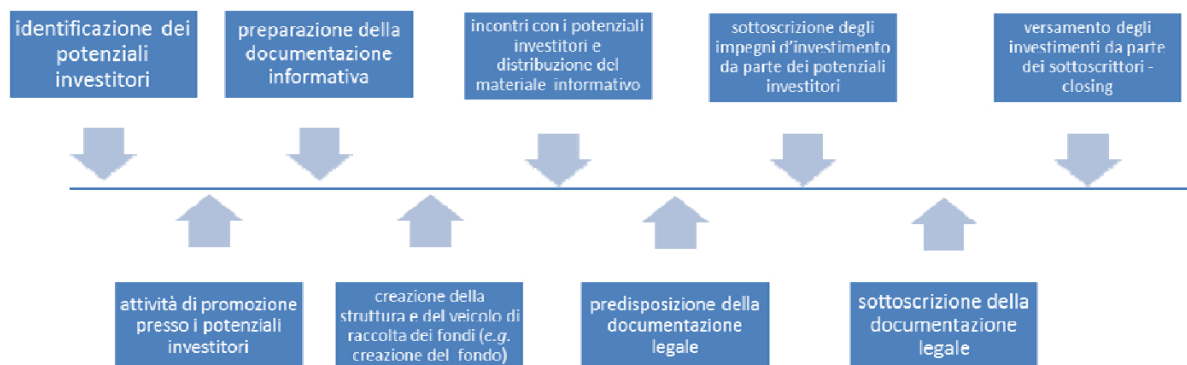 identificazione dei
potenziali
investitori
preparazione della
documentazione
informativa
incontri con i potenziali
investitori e
distribuzione del
materiale informativo
sottoscrizione degli
impegni d'investimento
da parte dei potenziali
investitori
versamento degli
investimenti da parte
dei sottoscrittori -
closing
attività di promozione
presso i potenziali
investitori
creazione della
struttura e del veicolo di
raccolta dei fondi (e.g.
creazione del fondo)
predisposizione della
documentazione
legale
sottoscrizione della
documentazione
legale